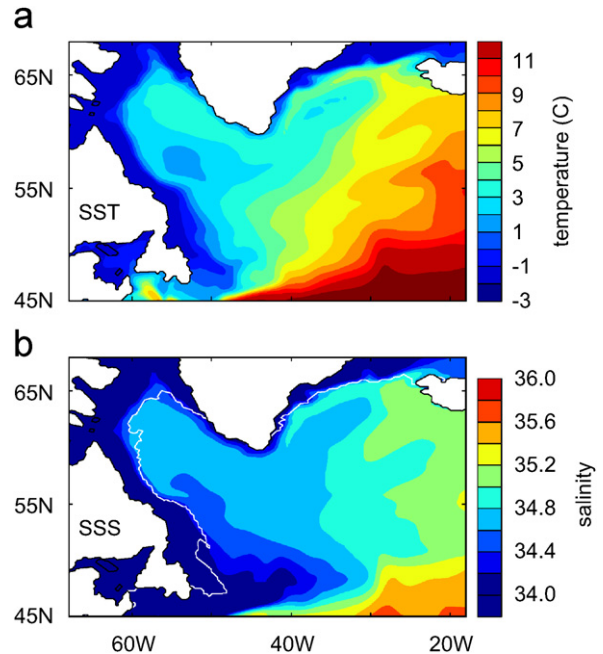 a
65N
55N
45N
SST
11
9
7
5
3
1
-1
-3
temperature (C)
b
65N
55N
45N
SSS
60W
40W
20W
36.0
35.6
35.2
34.8
34.4
34.0
salinity